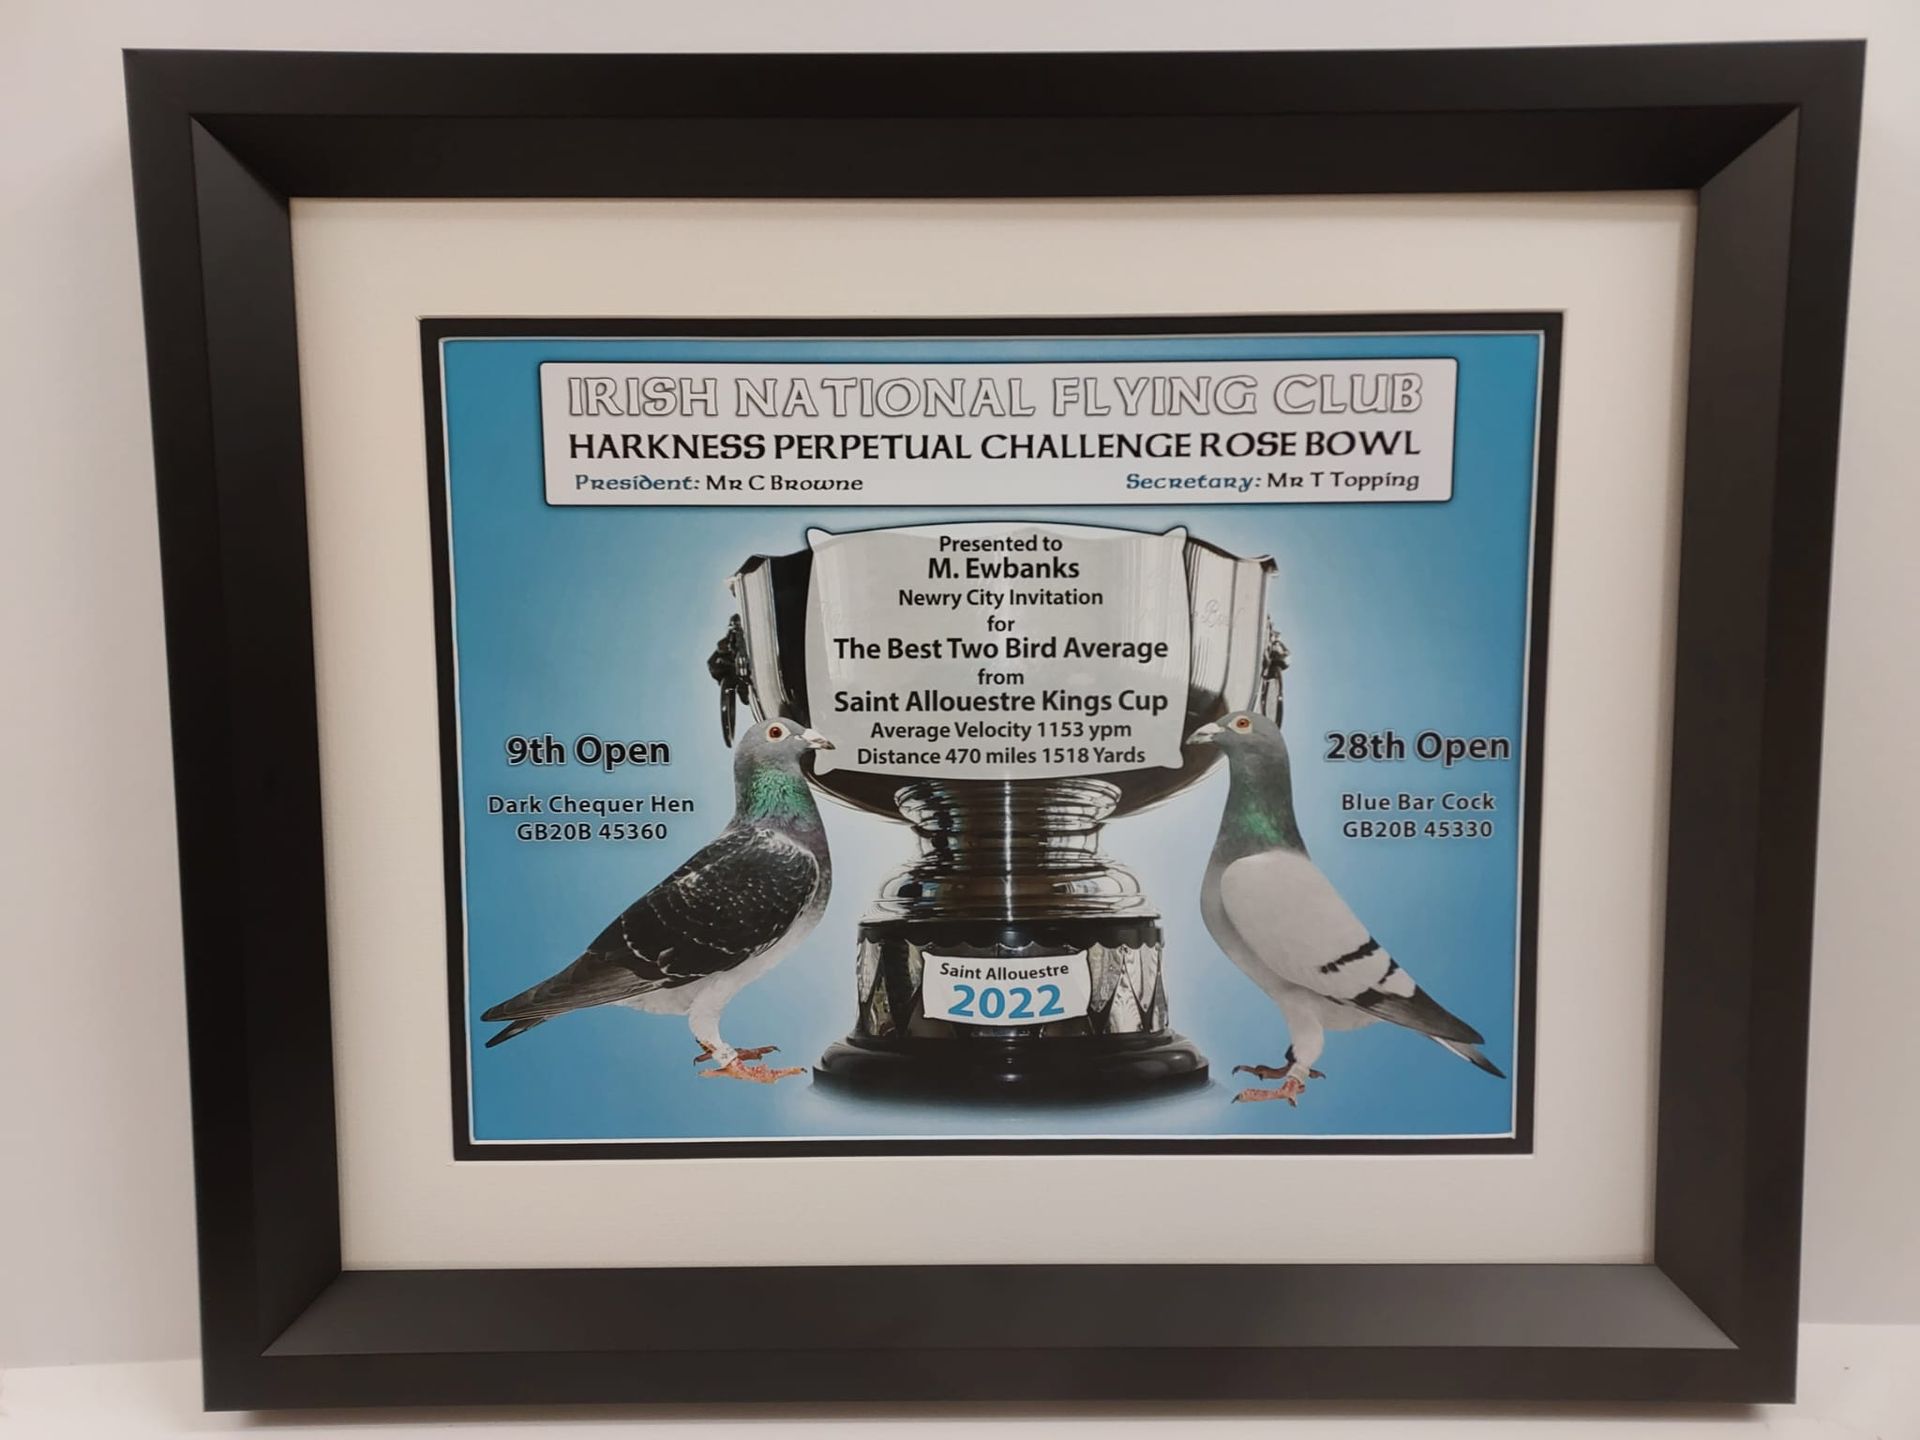 IRISH NATIONAL FLYING CLUB
HARKNESS PERPETUAL CHALLENGE ROSE BOWL
President: Mr C Browne
Secretary: Mr T Topping
Presented to
M. Ewbanks
Newry City Invitation
for
The Best Two Bird Average
from
Saint Allouestre Kings Cup
Average Velocity 1153 ypm
Distance 470 miles 1518 Yards
9th Open
Dark Chequer Hen
GB20B 45360
28th Open
Blue Bar Cock
GB20B 45330
Saint Allouestre
2022